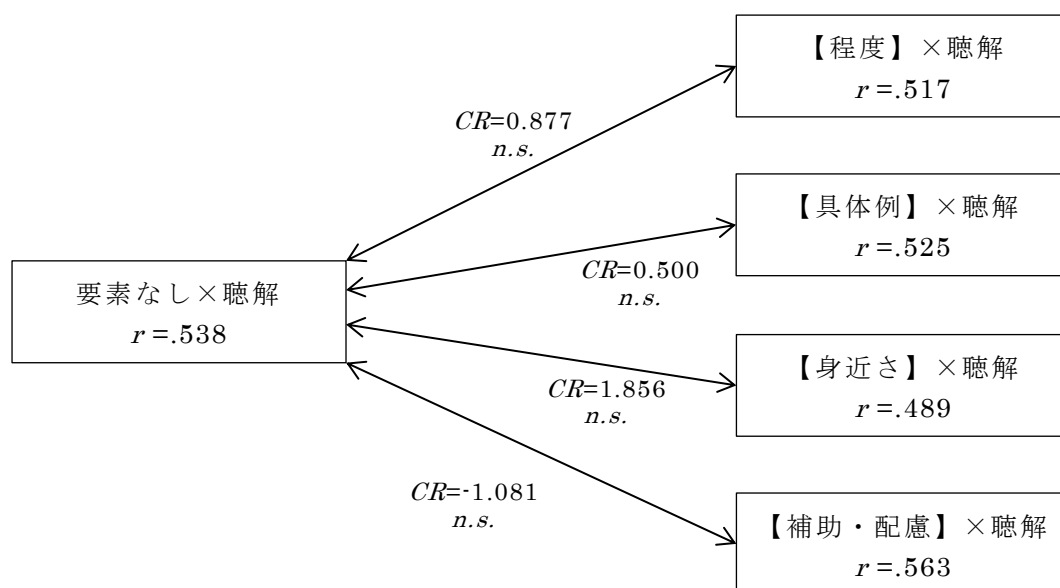 【程度】×聴解
r=.517
CR=0.877
n.s.
【具体例】×聴解
r=.525
CR=0.500
n.s.
要素なし×聴解
r=.538
【身近さ】×聴解
r=.489
CR=1.856
n.s.
CR=-1.081
n.s.
【補助・配慮】×聴解
r=.563